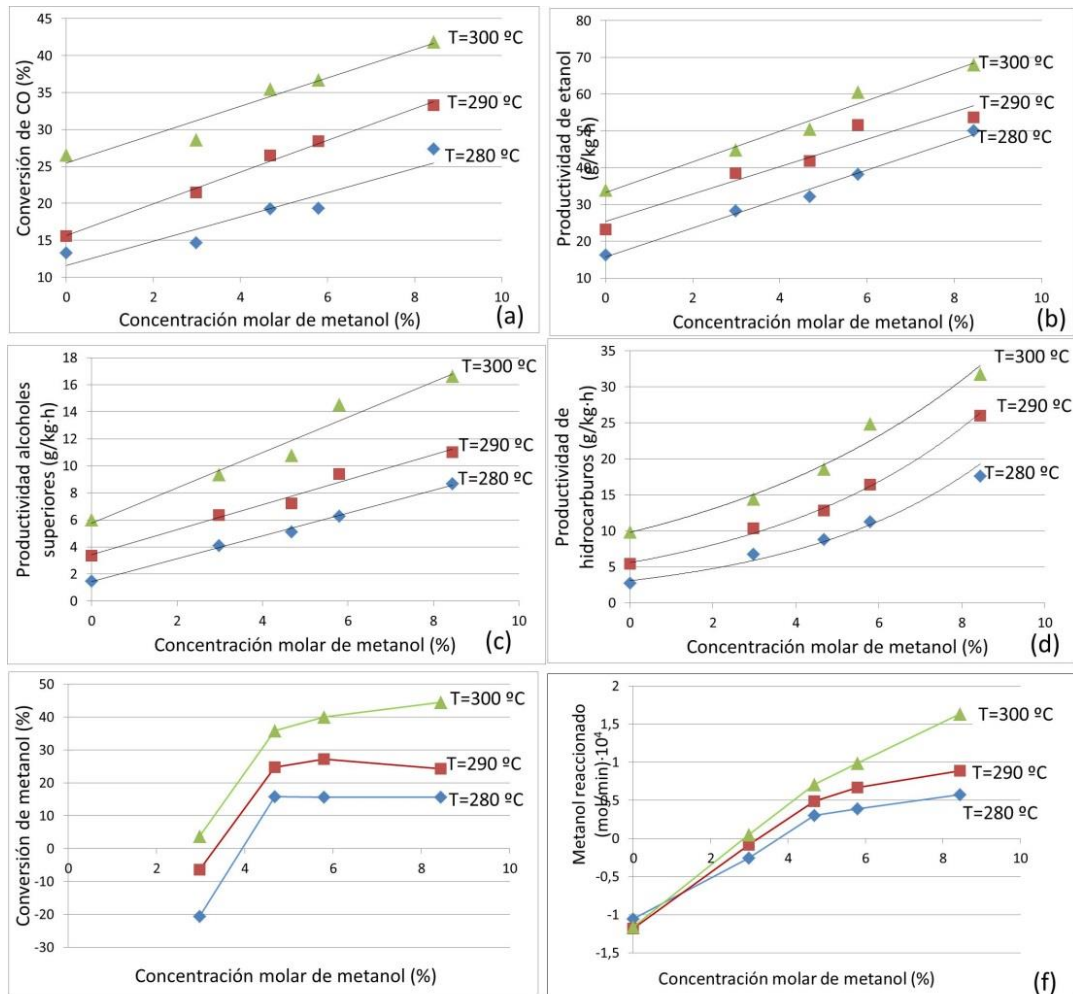 45
40
35
30
25
20
15
10
0
2
4
6
8
10
Conversión de CO (%)
Concentración molar de metanol (%)
T=300 ºC
T=290 ºC
T=280 ºC
(a)
80
70
60
50
40
30
20
10
0
2
4
6
8
10
Productividad de etanol
(g/kg·h)
Concentración molar de metanol (%)
T=300 ºC
T=290 ºC
T=280 ºC
(b)
18
16
14
12
10
8
6
4
2
0
0
2
4
6
8
10
Productividad alcoholes
superiores (g/kg·h)
Concentración molar de metanol (%)
T=300 ºC
T=290 ºC
T=280 ºC
(c)
35
30
25
20
15
10
5
0
0
2
4
6
8
10
Productividad de
hidrocarburos (g/kg·h)
Concentración molar de metanol (%)
T=300 ºC
T=290 ºC
T=280 ºC
(d)
50
40
30
20
10
0
-10
-20
-30
0
2
4
6
8
10
Conversión de metanol (%)
Concentración molar de metanol (%)
T=300 ºC
T=290 ºC
T=280 ºC
2
1,5
1
0,5
0
-0,5
-1
-1,5
0
2
4
6
8
10
Metanol reaccionado
(mol/min)·10⁴
Concentración molar de metanol (%)
T=300 ºC
T=290 ºC
T=280 ºC
(f)